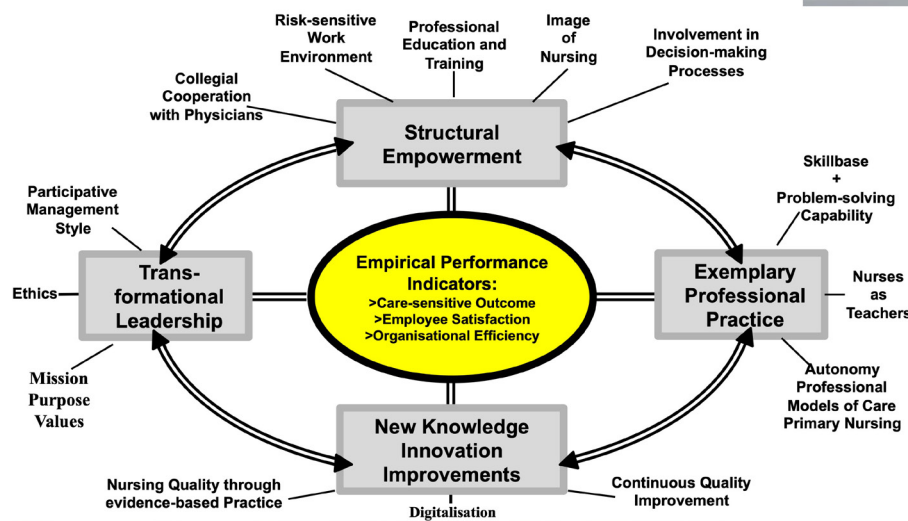 Risk-sensitive
Work
Environment
Professional
Education and
Training
Image
of
Nursing
Involvement in
Decision-making
Processes
Collegial
Cooperation
with Physicians
Structural
Empowerment
Skillbase
+
Problem-solving
Capability
Participative
Management
Style
Trans-
formational
Leadership
Ethics
Mission
Purpose
Values
Empirical Performance
Indicators:
>Care-sensitive Outcome
>Employee Satisfaction
>Organisational Efficiency
Exemplary
Professional
Practice
Nurses
as
Teachers
Autonomy
Professional
Models of Care
Primary Nursing
New Knowledge
Innovation
Improvements
Nursing Quality through
evidence-based Practice
Digitalisation
Continuous Quality
Improvement